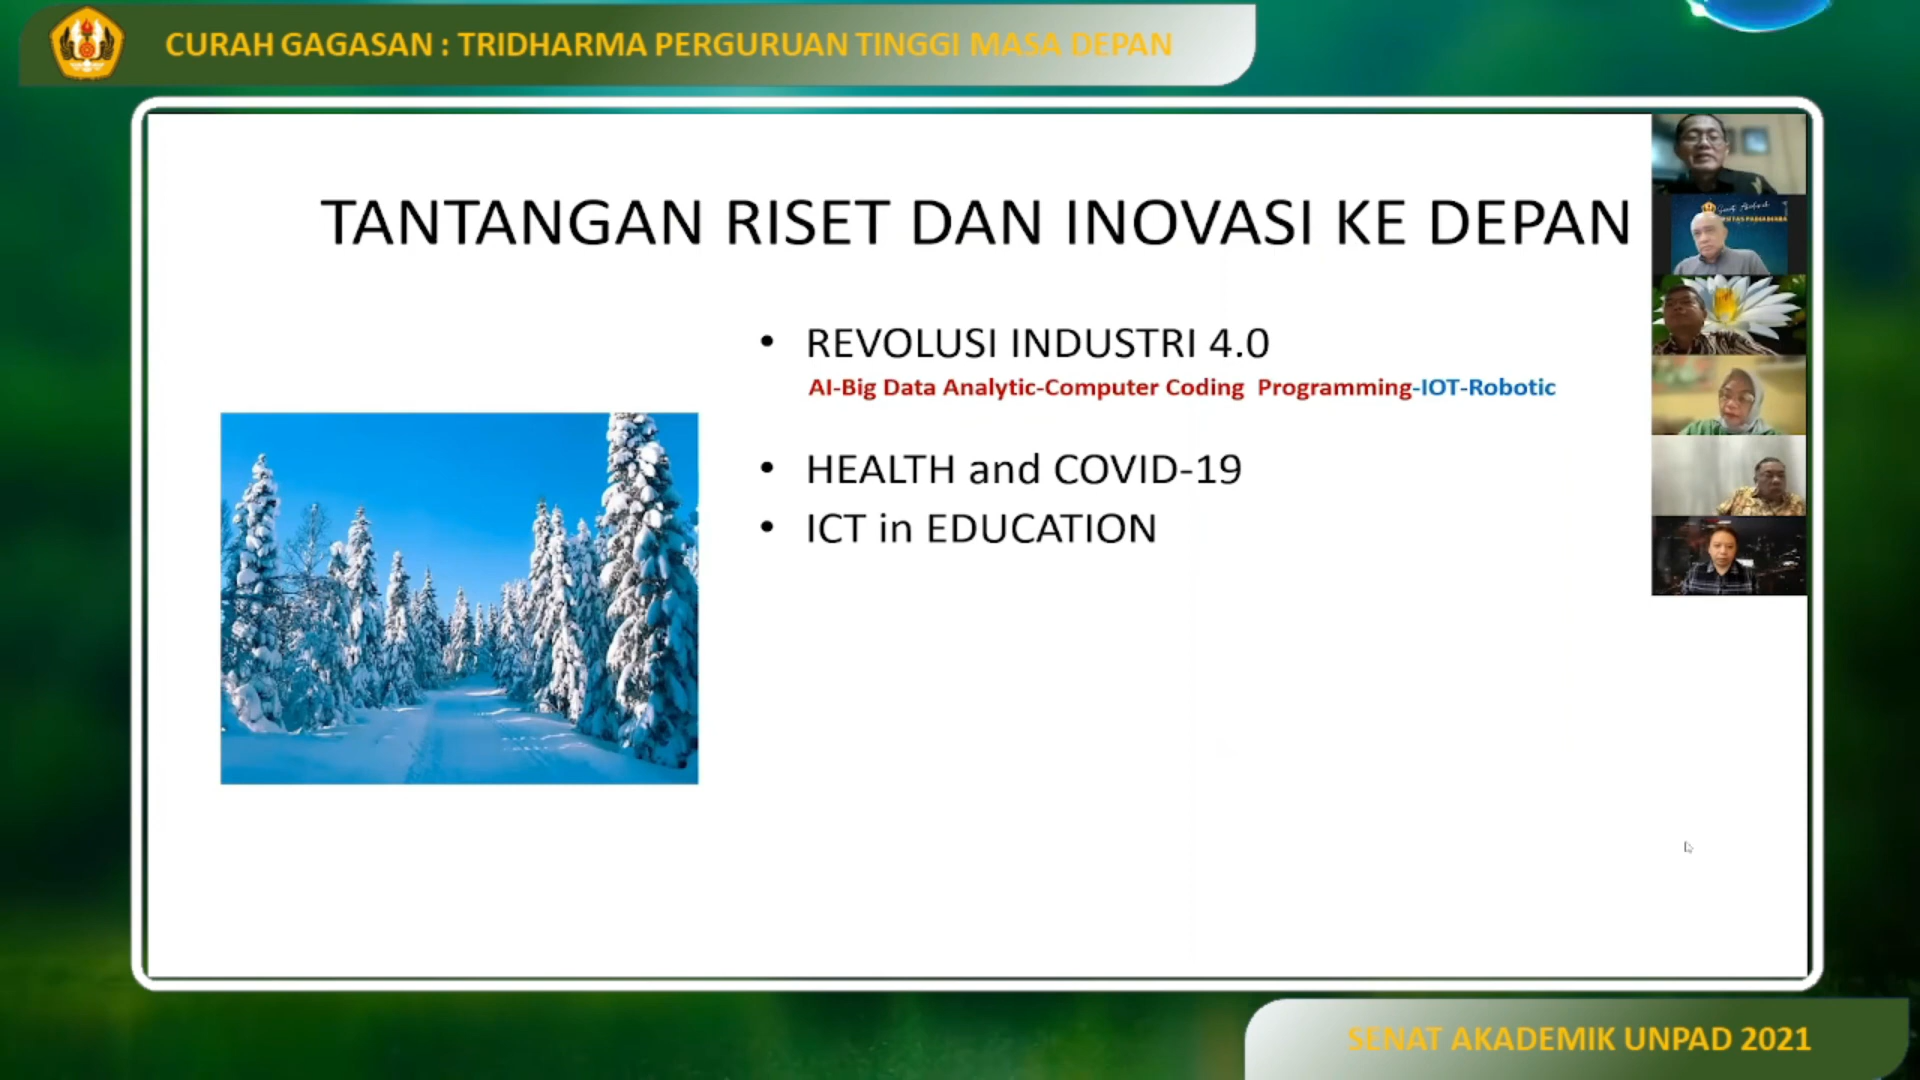 CURAH GAGASAN : TRIDHARMA PERGURUAN TINGGI MASA DEPAN
TANTANGAN RISET DAN INOVASI KE DEPAN
• REVOLUSI INDUSTRI 4.0
AI-Big Data Analytic-Computer Coding Programming-IOT-Robotic
• HEALTH and COVID-19
• ICT in EDUCATION
SENAT AKADEMIK UNPAD 2021